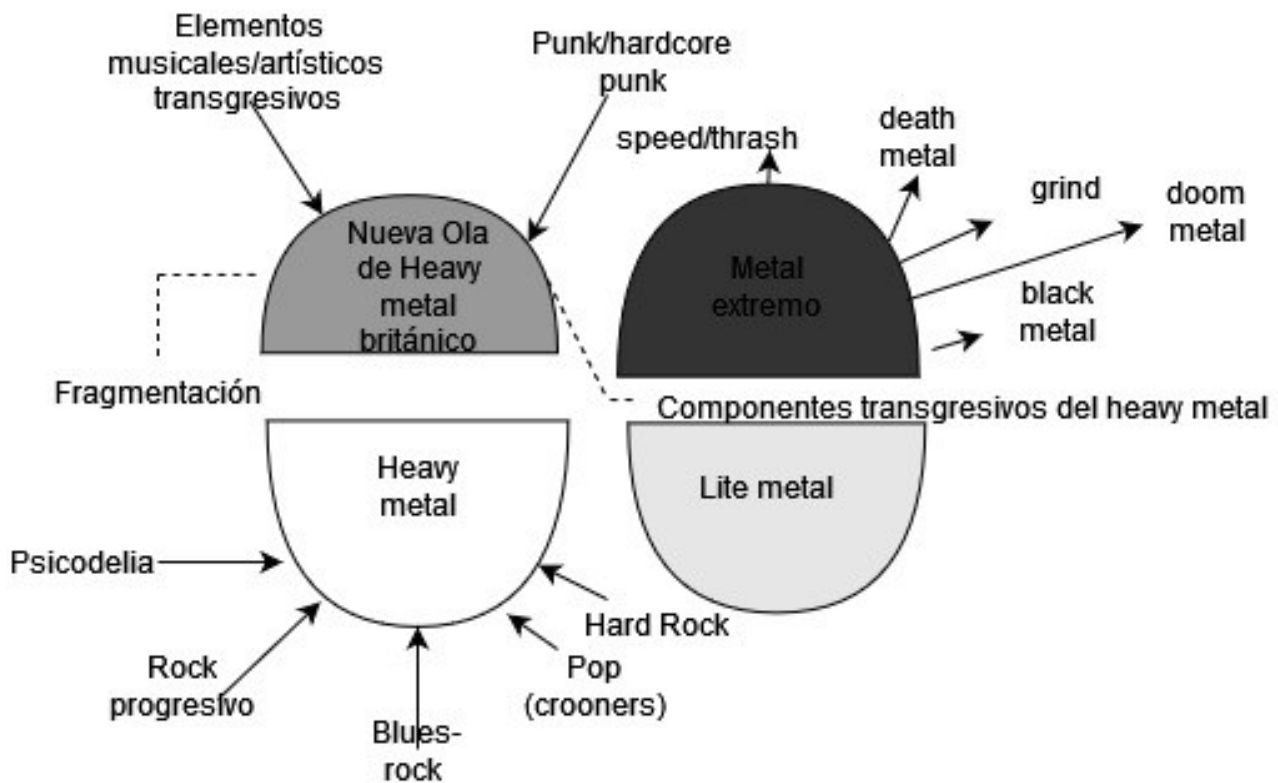 Elementos
musicales/artísticos
transgresivos
Punk/hardcore
punk
speed/thrash
death
metal
grind
doom
metal
black
metal
Nueva Ola
de Heavy
metal
británico
Metal
extremo
Fragmentación
Componentes transgresivos del heavy metal
Heavy
metal
Lite metal
Psicodelia
Rock
progresivo
Blues-
rock
Pop
(crooners)
Hard Rock